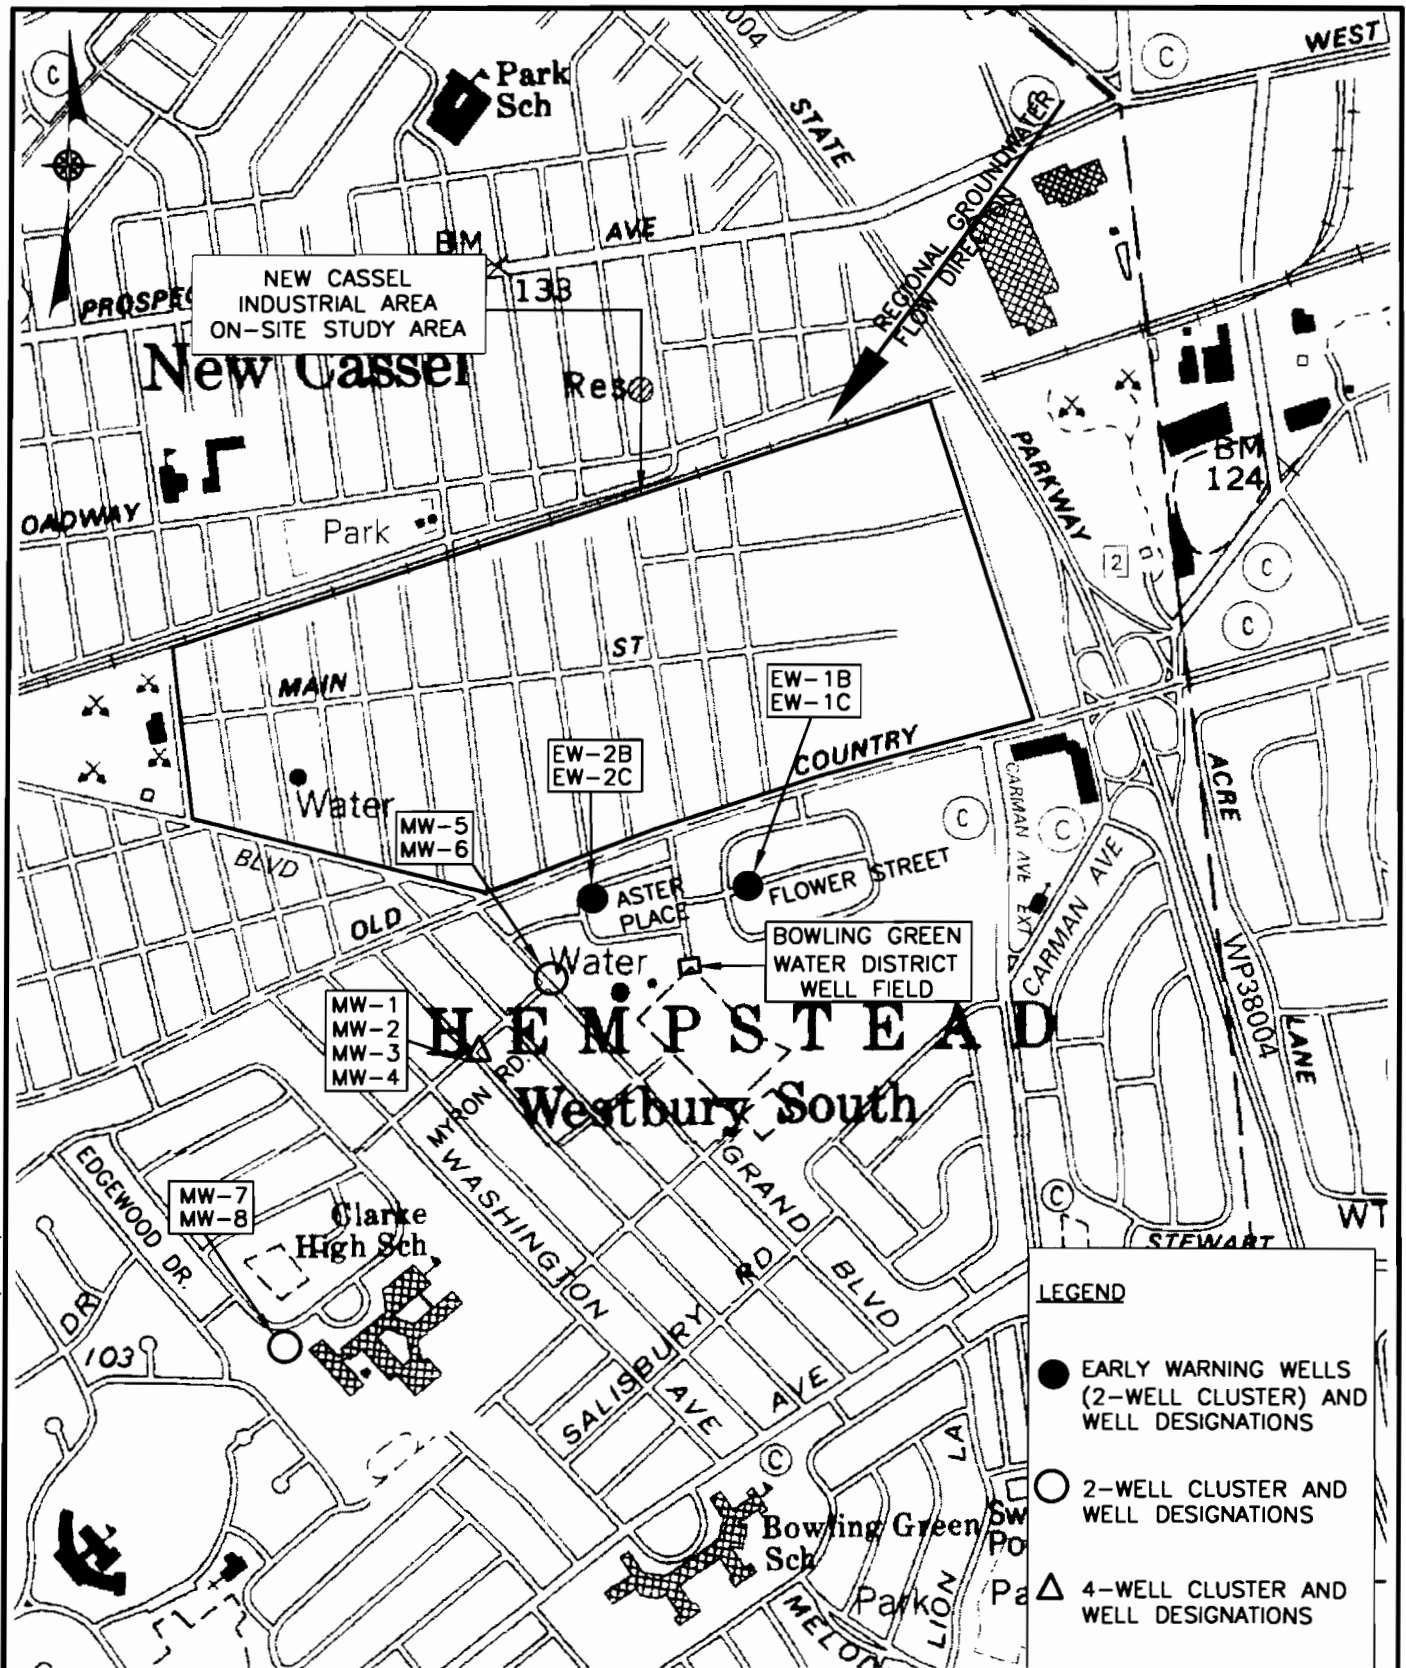 WEST
C
C
C
004
Park
Sch
STATE
REGIONAL GROUNDWATER
FLOW DIRECTION
AVE
BM
133
NEW CASSEL
INDUSTRIAL AREA
ON-SITE STUDY AREA
PROSPEC
New Cassel
Res
PARKWAY
BM
124
OADWAY
Park
2
C
C
ST
MAIN
EW-1B
EW-1C
COUNTRY
EW-2B
EW-2C
ACRE
Water
MW-5
MW-6
CARMAN AVE EXT
C
C
BLVD
FLOWER STREET
ASTER
PLACE
CARMAN AVE
OLD
BOWLING GREEN
WATER DISTRICT
WELL FIELD
Water
WP38004
MW-1
MW-2
MW-3
MW-4
HEMPSTEAD
LANE
Westbury South
MYRON RD
EDGEWOOD DR.
WASHINGTON
GRAND
BLVD
MW-7
MW-8
C
WT
Clarke
High Sch
STEWART
RD
SALISBURY
DR
103
AVE
AVE
LA
C
Bowling Green
Sch
Sw
Po
Park
Pa
LION
MELON
LEGEND
EARLY WARNING WELLS
(2-WELL CLUSTER) AND
WELL DESIGNATIONS
2-WELL CLUSTER AND
WELL DESIGNATIONS
4-WELL CLUSTER AND
WELL DESIGNATIONS